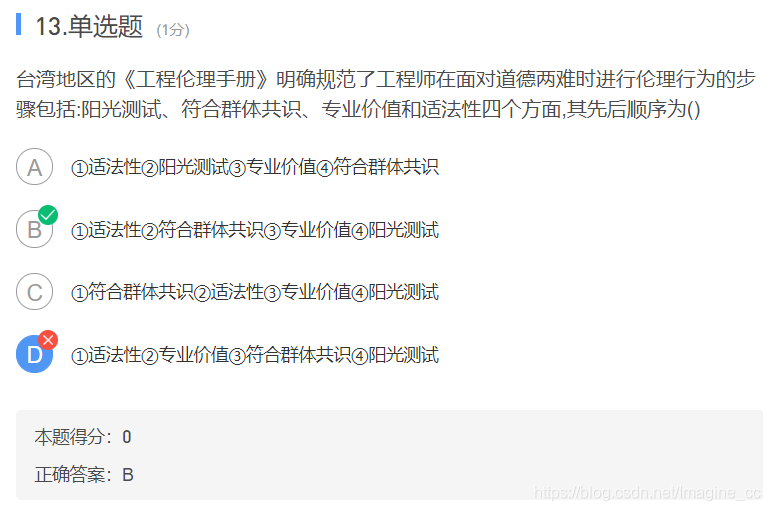 13.单选题 (1分)
台湾地区的《工程伦理手册》明确规范了工程师在面对道德两难时进行伦理行为的步
骤包括:阳光测试、符合群体共识、专业价值和适法性四个方面,其先后顺序为()
A ①适法性②阳光测试③专业价值④符合群体共识
B ①适法性②符合群体共识③专业价值④阳光测试
C ①符合群体共识②适法性③专业价值④阳光测试
D ①适法性②专业价值③符合群体共识④阳光测试
本题得分：0
正确答案：B
https://blog.csdn.net/Imagine_cc